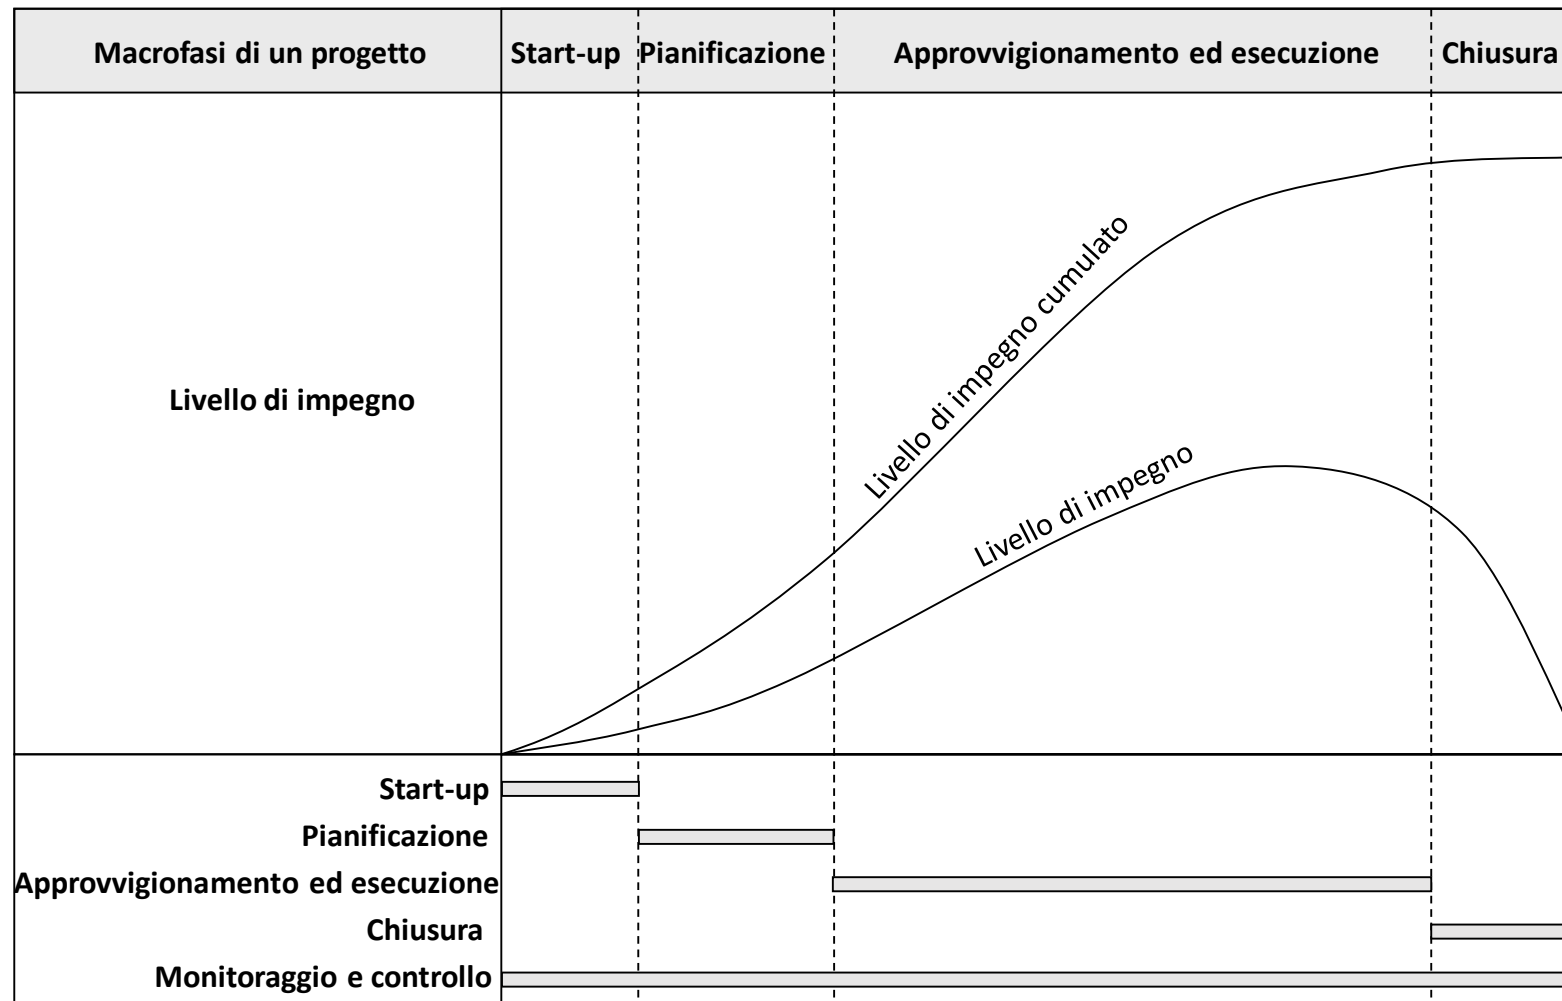 Macrofasi di un progetto
Start-up
Pianificazione
Approvvigionamento ed esecuzione
Chiusura
Livello di impegno cumulato
Livello di impegno
Livello di impegno
Start-up
Pianificazione
Approvvigionamento ed esecuzione
Chiusura
Monitoraggio e controllo